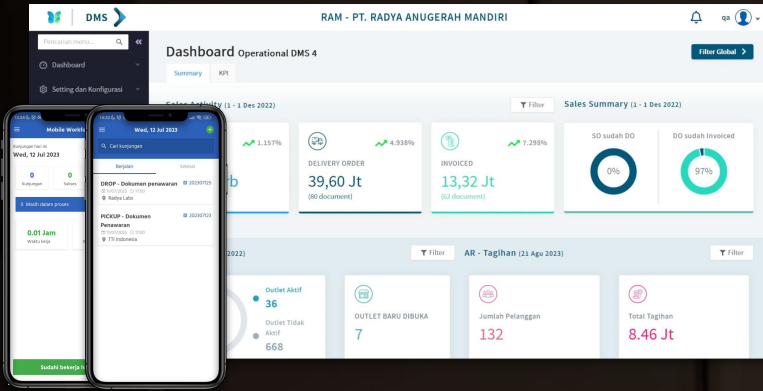 DMS
RAM - PT. RADYA ANUGERAH MANDIRI
qa
Pencarian menu...
Dashboard
Setting dan Konfigurasi
Dashboard Operational DMS 4
Filter Global
Summary KPI
Sales Activity (1 - 1 Des 2022)
Filter
Sales Summary (1 - 1 Des 2022)
1.157%
4.938%
DELIVERY ORDER
39,60 Jt
(80 document)
7.298%
INVOICED
13,32 Jt
(62 document)
SO sudah DO
0%
DO sudah Invoiced
97%
2022)
Filter
AR - Tagihan (21 Agu 2023)
Filter
Outlet Aktif
36
Outlet Tidak
Aktif
668
OUTLET BARU DIBUKA
7
Jumlah Pelanggan
132
Total Tagihan
8.46 Jt
Kunjungan hari ini
Wed, 12 Jul 2023
0
Kunjungan
0
Sukses
Masih dalam proses
0.01 Jam
Waktu kerja
Sudahi bekerja
Wed, 12 Jul 2023
Cari kunjungan
Berjalan
Selesai
DROP - Dokumen penawaran
Radya Labs
PICKUP - Dokumen
Penawaran
TTI Indonesia